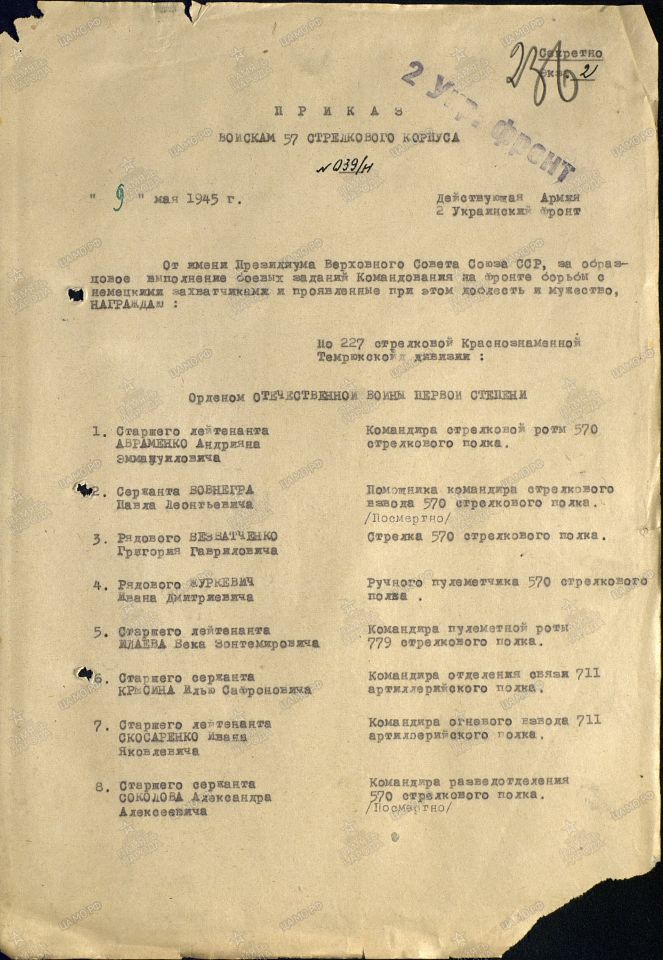 Секретно
экз. 2
236
2 Укр. Фронт
П Р И К А З
ВОЙСКАМ 57 СТРЕЛКОВОГО КОРПУСА
№ 039/н
" 9 " мая 1945 г.
Действующая Армия
2 Украинский фронт
От имени Президиума Верховного Совета Союза ССР, за образ-
цовое выполнение боевых заданий Командования на фронте борьбы с
немецкими захватчиками и проявленные при этом доблесть и мужество,
НАГРАЖДАЮ :
По 227 стрелковой Краснознаменной
Темрюкской дивизии :
Орденом ОТЕЧЕСТВЕННОЙ ВОЙНЫ ПЕРВОЙ СТЕПЕНИ
1. Старшего лейтенанта
АВРАМЕНКО Андрияна
Эммануиловича
Командира стрелковой роты 570
стрелкового полка.
2. Сержанта ВОВНЕГРА
Павла Леонтьевича
Помощника командира стрелкового
взвода 570 стрелкового полка.
/Посмертно/
3. Рядового БЕЗВАТЧЕНКО
Григория Гавриловича
Стрелка 570 стрелкового полка.
4. Рядового ЖУРКЕВИЧ
Ивана Дмитриевича
Ручного пулеметчика 570 стрелкового
полка .
5. Старшего лейтенанта
ИДАЕВА Века Зонтемировича
Командира пулеметной роты
779 стрелкового полка.
6. Старшего сержанта
КРЫСИНА Илью Сафроновича
Командира отделения связи 711
артиллерийского полка.
7. Старшего лейтенанта
СКОСАРЕНКО Ивана
Яковлевича
Командира огневого взвода 711
артиллерийского полка.
8. Старшего сержанта
СОКОЛОВА Александра
Алексеевича
Командира разведотделения
570 стрелкового полка.
/Посмертно/